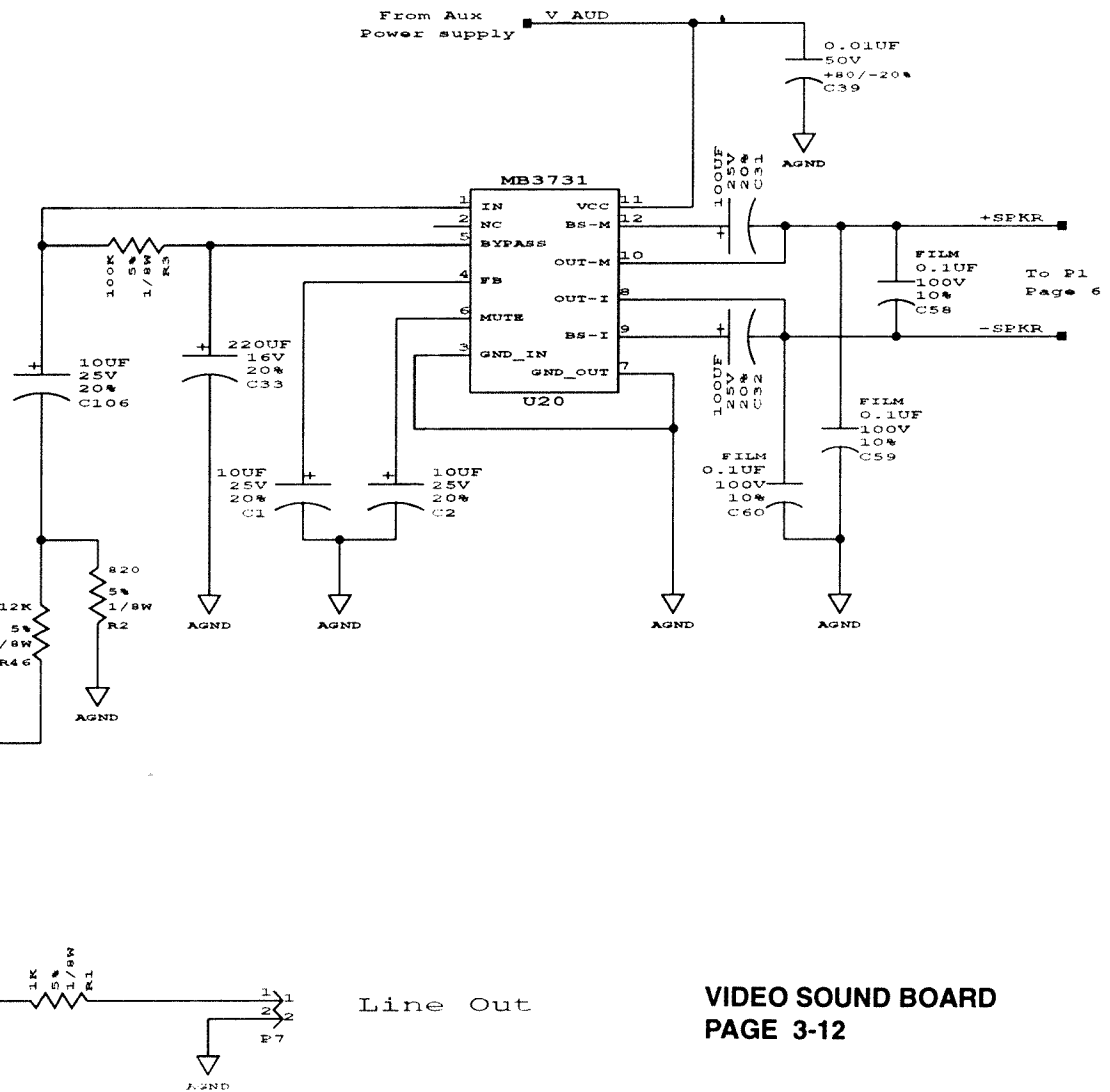 From Aux
Power supply
V AUD
0.01UF
50V
+80/-20%
C39
AGND
100UF
25V
20%
C31
MB3731
1 IN
2 NC
5 BYPASS
4 FB
6 MUTE
3 GND_IN
VCC 11
BS-M 12
OUT-M 10
OUT-I 8
BS-I 9
GND_OUT 7
U20
+SPKR
FILM
0.1UF
100V
10%
C58
To P1
Page 6
-SPKR
100K
5%
1/8W
R3
+
220UF
16V
20%
C33
+
10UF
25V
20%
C106
+
100UF
25V
20%
C32
+
FILM
0.1UF
100V
10%
C59
FILM
0.1UF
100V
10%
C60
10UF
25V
20%
C1
+
+
10UF
25V
20%
C2
820
5%
1/8W
R2
12K
5%
/8W
R46
AGND
AGND
AGND
AGND
AGND
1K
5%
1/8W
R1
1 1
2 2
P7
AGND
Line Out
VIDEO SOUND BOARD
PAGE 3-12